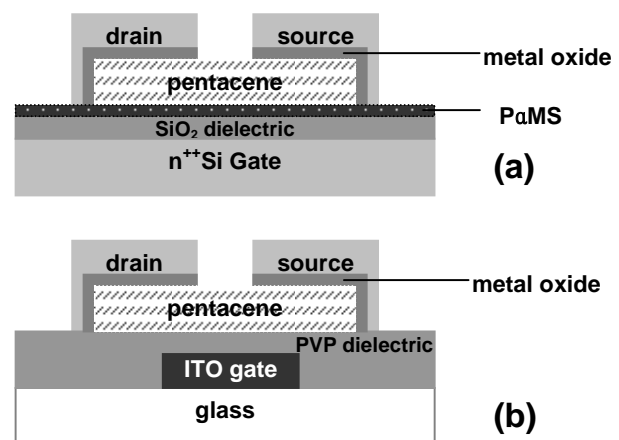 drain source
metal oxide
pentacene
PαMS
SiO₂ dielectric
n⁺⁺Si Gate
(a)
drain source
metal oxide
pentacene
PVP dielectric
ITO gate
glass
(b)